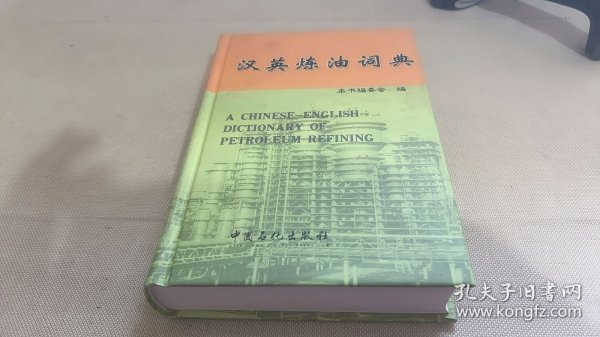 汉英炼油词典
本书编委会 编
A CHINESE-ENGLISH
DICTIONARY OF
PETROLEUM REFINING
中国石化出版社
孔夫子旧书网
www.kongfz.com